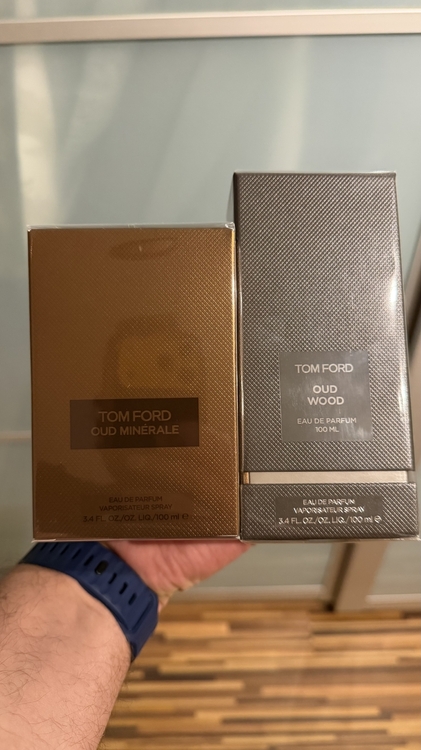 TOM FORD
OUD MINÉRALE
EAU DE PARFUM
VAPORISATEUR SPRAY
3.4 FL. OZ./OZ. LIQ./100 ml ℮
TOM FORD
OUD
WOOD
EAU DE PARFUM
100 ML
EAU DE PARFUM
VAPORISATEUR SPRAY
3.4 FL. OZ./OZ. LIQ./100 ml ℮